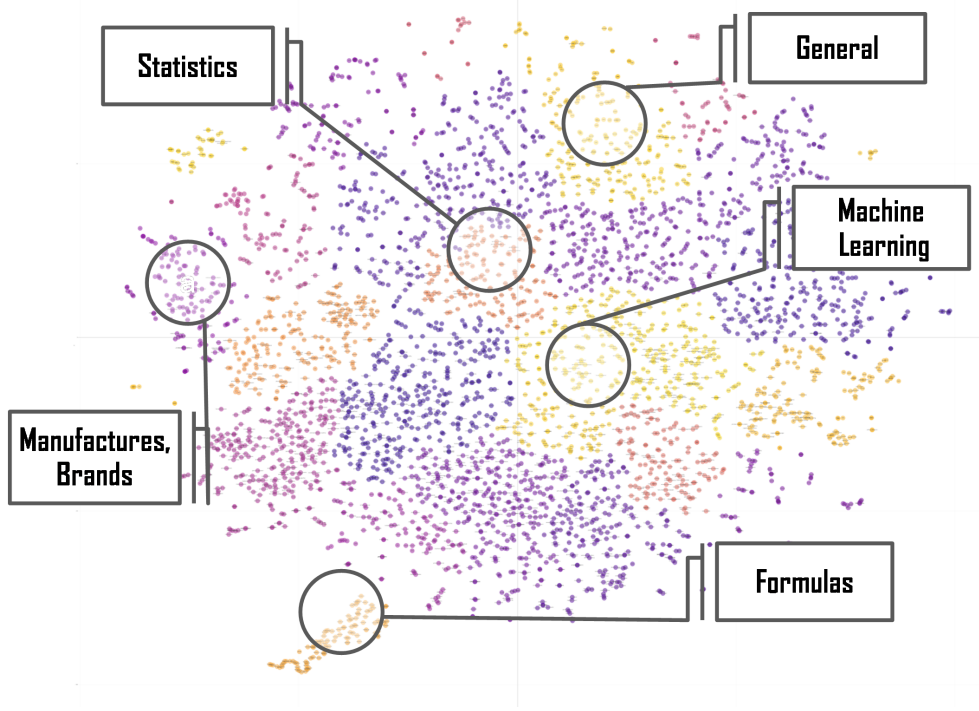 Statistics
General
Machine
Learning
Manufactures,
Brands
Formulas